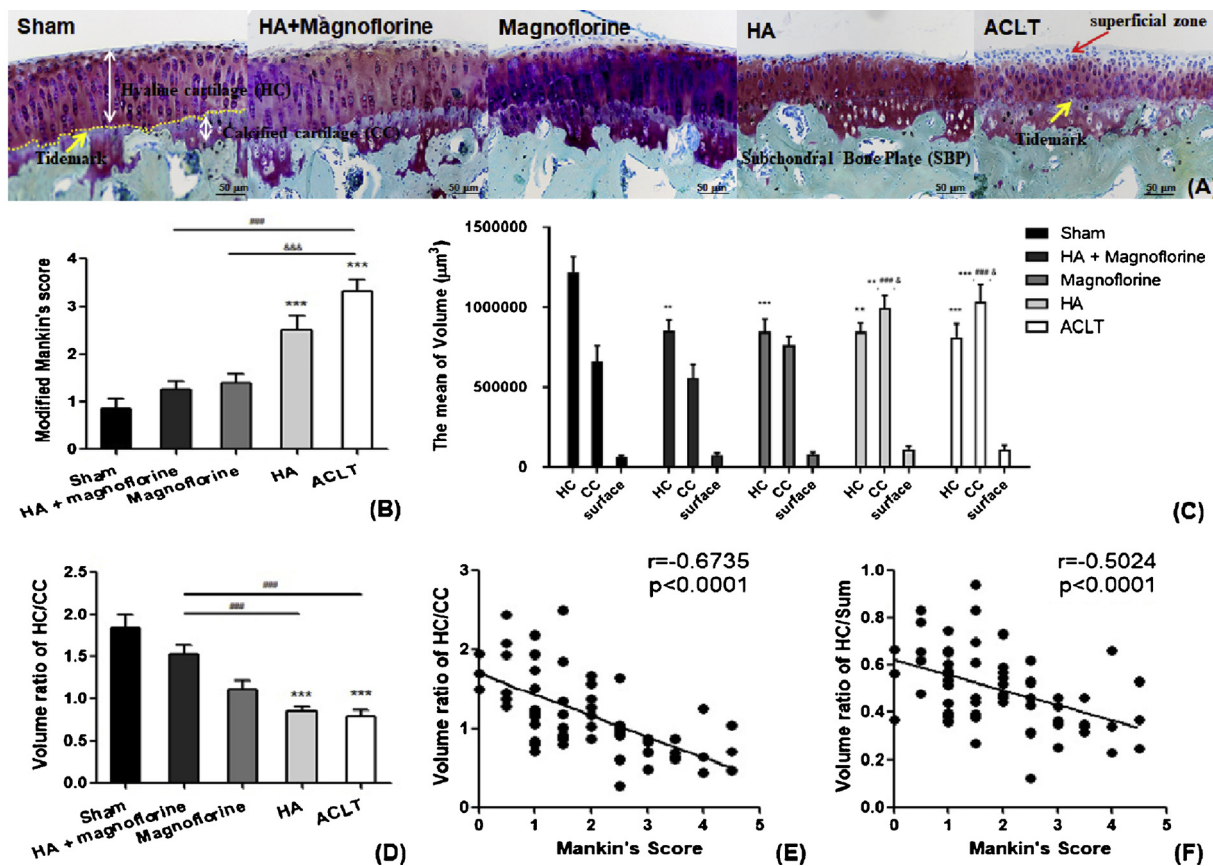 Sham
HA+Magnoflorine
Magnoflorine
HA
ACLT
superficial zone
Hyaline cartilage (HC)
Calcified cartilage (CC)
Tidemark
Subchondral Bone Plate (SBP)
Tidemark
50 μm
50 μm
50 μm
50 μm
50 μm
(A)
Modified Mankin's score
4
3
2
1
0
###
&&&
***
***
Sham
HA + magnoflorine
Magnoflorine
HA
ACLT
(B)
The mean of Volume (μm³)
1500000
1000000
500000
0
**
***
**
** ### &
***
*** ### &
HC
CC
surface
HC
CC
surface
HC
CC
surface
HC
CC
surface
HC
CC
surface
Sham
HA + Magnoflorine
Magnoflorine
HA
ACLT
(C)
Volume ratio of HC/CC
2.5
2.0
1.5
1.0
0.5
0.0
###
###
***
***
Sham
HA + magnoflorine
Magnoflorine
HA
ACLT
(D)
r=-0.6735
p<0.0001
Volume ratio of HC/CC
3
2
1
0
0 1 2 3 4 5
Mankin's Score
(E)
r=-0.5024
p<0.0001
Volume ratio of HC/Sum
1.0
0.8
0.6
0.4
0.2
0.0
0 1 2 3 4 5
Mankin's Score
(F)